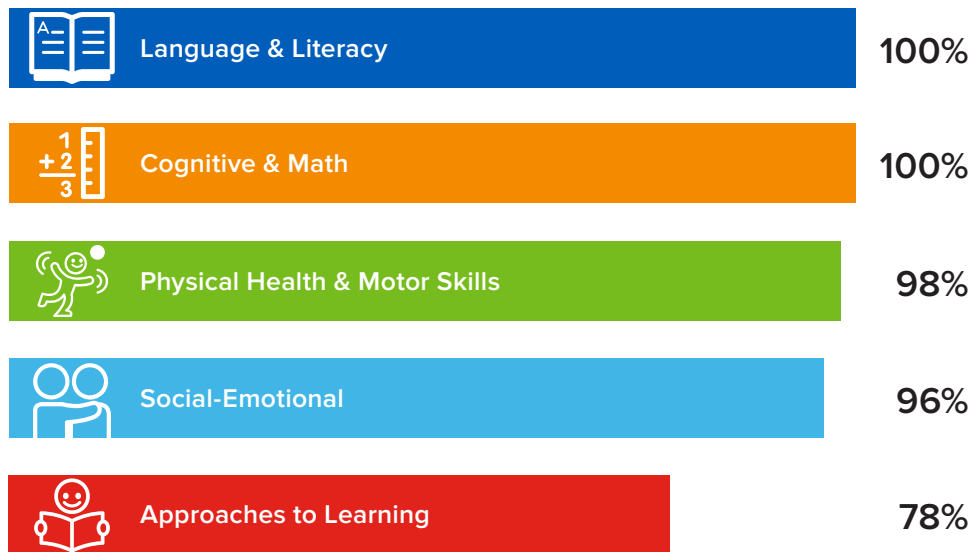 A
Language & Literacy 100%
1
+ 2
3
Cognitive & Math 100%
Physical Health & Motor Skills 98%
Social-Emotional 96%
Approaches to Learning 78%